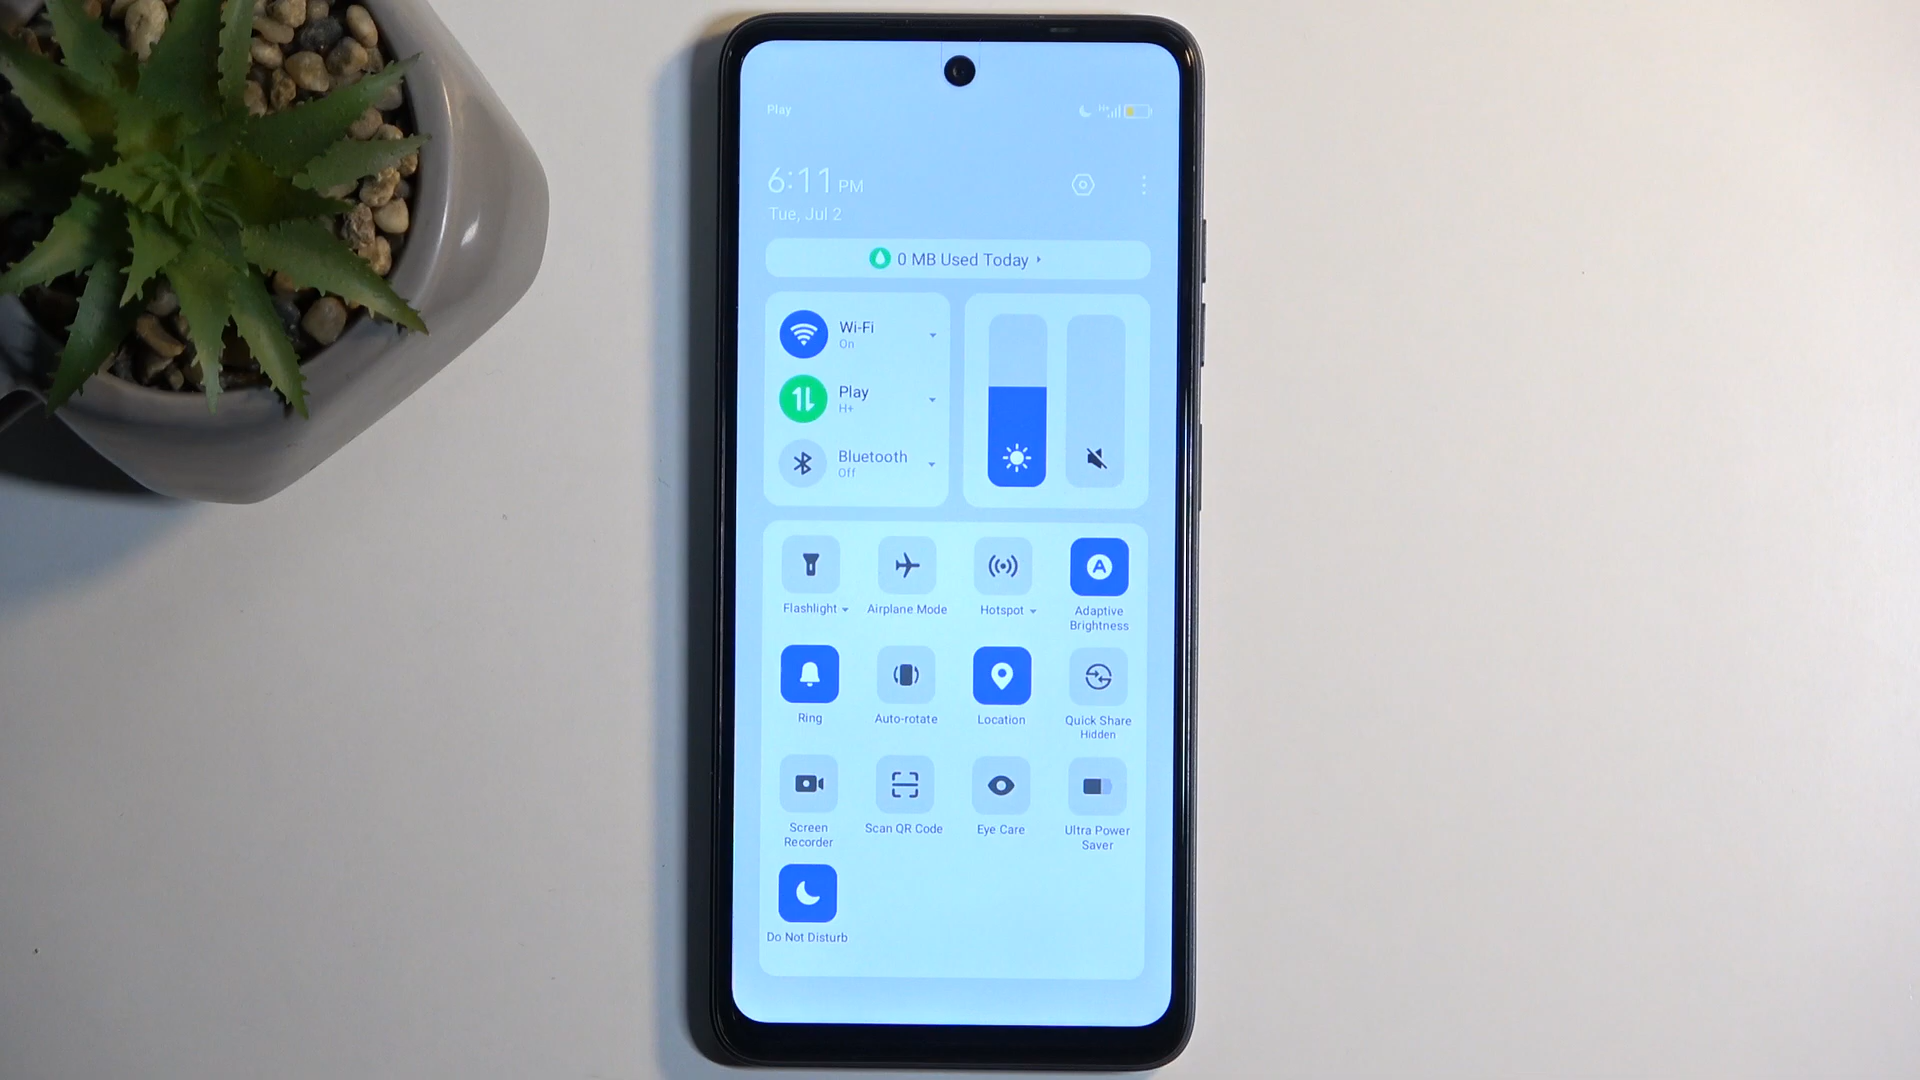 Play
H+
6:11 PM
Tue, Jul 2
0 MB Used Today
Wi-Fi
On
Play
H+
Bluetooth
Off
Flashlight
Airplane Mode
Hotspot
A
Adaptive
Brightness
Ring
Auto-rotate
Location
Quick Share
Hidden
Screen
Recorder
Scan QR Code
Eye Care
Ultra Power
Saver
Do Not Disturb